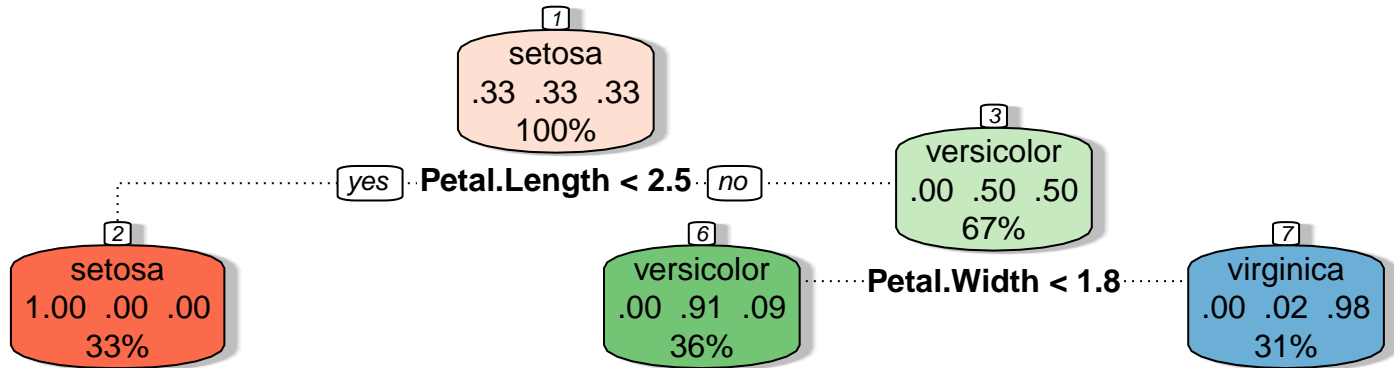 1
setosa
.33 .33 .33
100%
yes Petal.Length < 2.5 no
3
versicolor
.00 .50 .50
67%
2
setosa
1.00 .00 .00
33%
6
versicolor
.00 .91 .09
36%
Petal.Width < 1.8
7
virginica
.00 .02 .98
31%